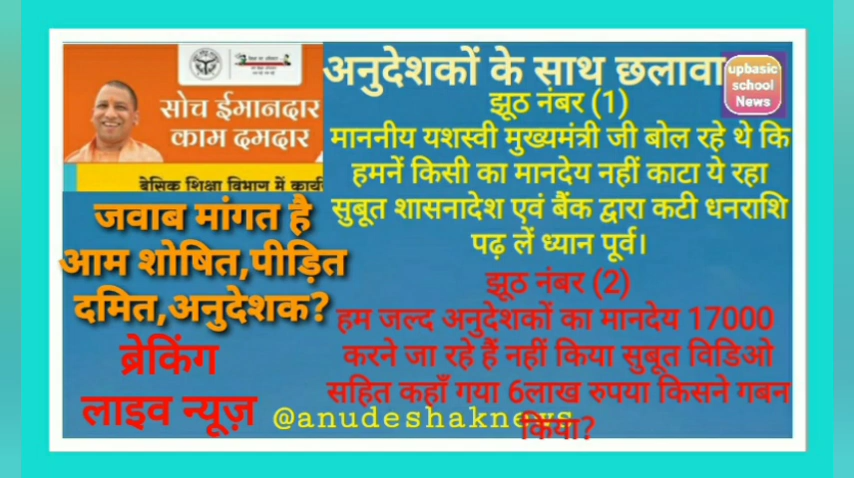 सोच ईमानदार
काम दमदार
बेसिक शिक्षा विभाग में कार्य
जवाब मांगत है
आम शोषित,पीड़ित
दमित,अनुदेशक?
ब्रेकिंग
लाइव न्यूज़
अनुदेशकों के साथ छलावा
upbasic
school
News
झूठ नंबर (1)
माननीय यशस्वी मुख्यमंत्री जी बोल रहे थे कि
हमनें किसी का मानदेय नहीं काटा ये रहा
सुबूत शासनादेश एवं बैंक द्वारा कटी धनराशि
पढ़ लें ध्यान पूर्व।
झूठ नंबर (2)
हम जल्द अनुदेशकों का मानदेय 17000
करने जा रहे हैं नहीं किया सुबूत विडिओ
सहित कहाँ गया 6लाख रुपया किसने गबन
किया?
@anudeshaknews